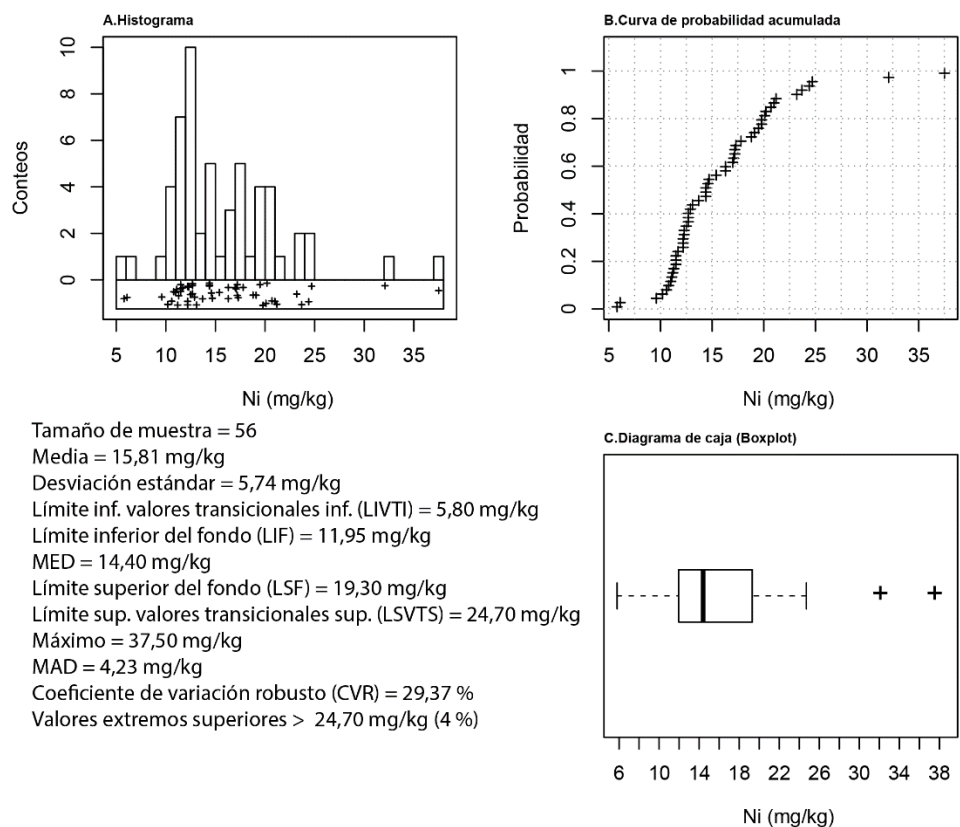 A.Histograma
Conteos
10
8
6
4
2
0
5 10 15 20 25 30 35
Ni (mg/kg)
B.Curva de probabilidad acumulada
Probabilidad
1
0.8
0.6
0.4
0.2
0
5 10 15 20 25 30 35
Ni (mg/kg)
Tamaño de muestra = 56
Media = 15,81 mg/kg
Desviación estándar = 5,74 mg/kg
Límite inf. valores transicionales inf. (LIVTI) = 5,80 mg/kg
Límite inferior del fondo (LIF) = 11,95 mg/kg
MED = 14,40 mg/kg
Límite superior del fondo (LSF) = 19,30 mg/kg
Límite sup. valores transicionales sup. (LSVTS) = 24,70 mg/kg
Máximo = 37,50 mg/kg
MAD = 4,23 mg/kg
Coeficiente de variación robusto (CVR) = 29,37 %
Valores extremos superiores > 24,70 mg/kg (4 %)
C.Diagrama de caja (Boxplot)
6 10 14 18 22 26 30 34 38
Ni (mg/kg)